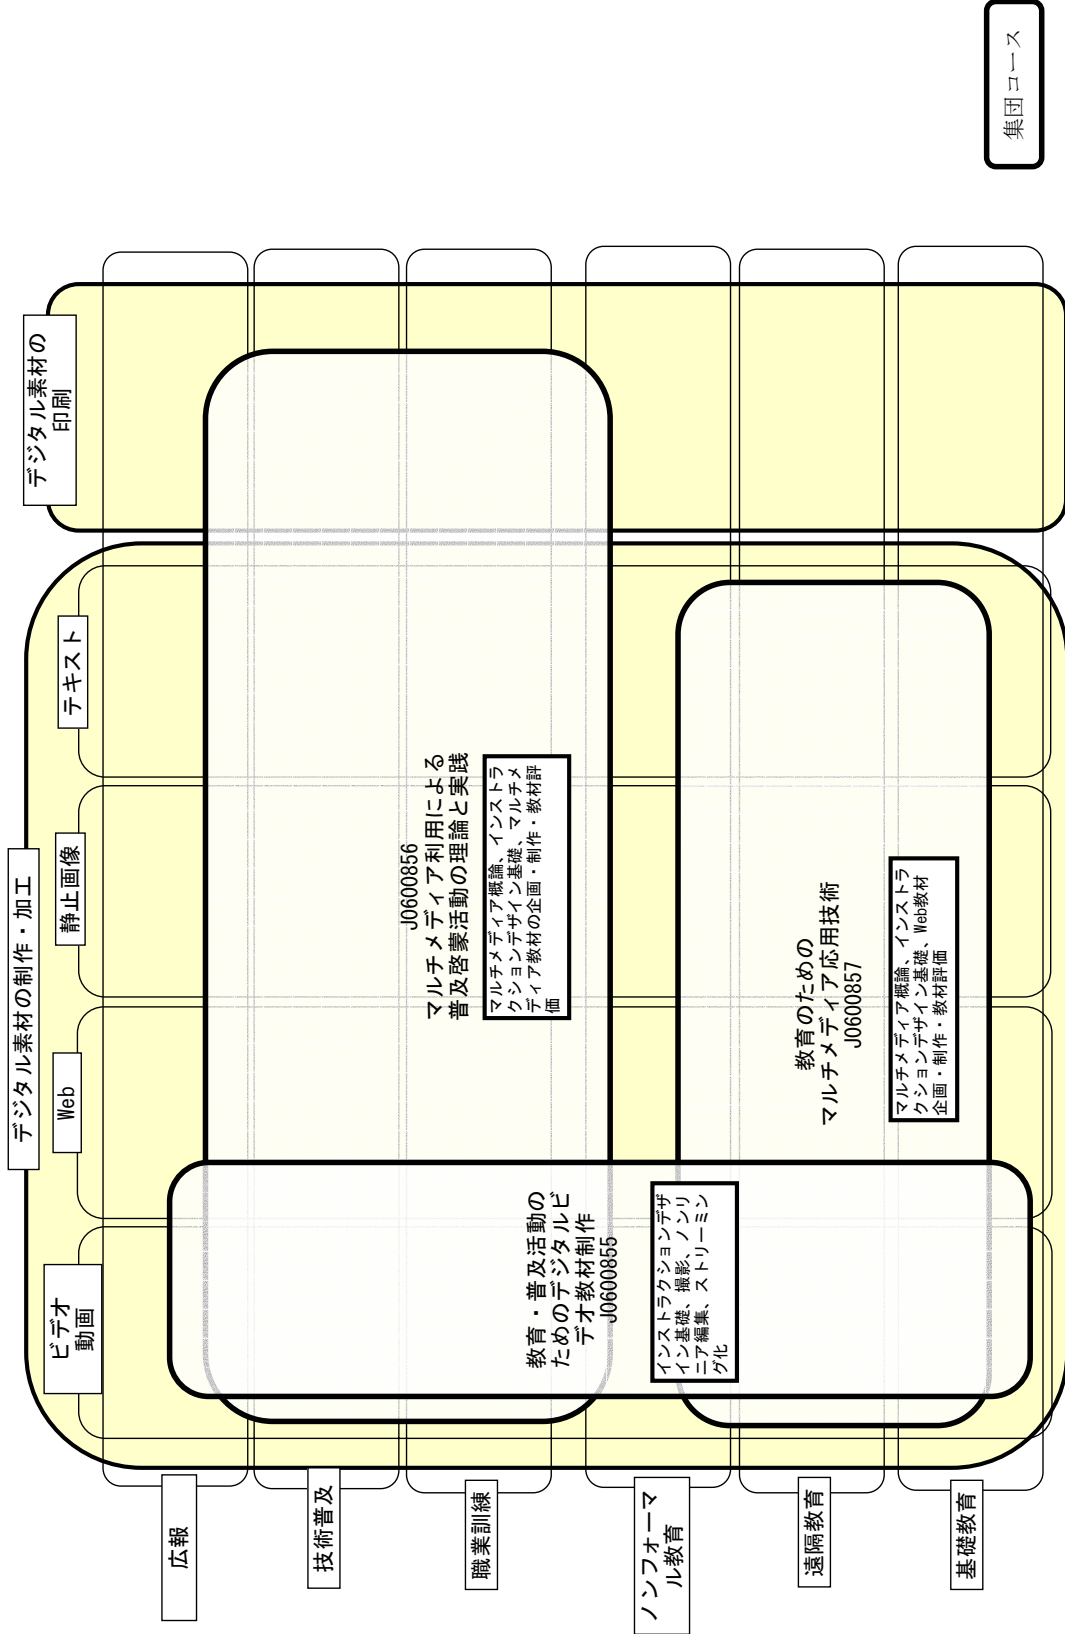 集団コース
デジタル素材の制作・加工
デジタル素材の
印刷
ビデオ
動画
Web
静止画像
テキスト
広報
技術普及
職業訓練
ノンフォーマ
ル教育
遠隔教育
基礎教育
J0600856
マルチメディア利用による
普及啓蒙活動の理論と実践
マルチメディア概論、インストラ
クションデザイン基礎、マルチメ
ディア教材の企画・制作・教材評
価
教育・普及活動の
ためのデジタルビ
デオ教材制作
J0600855
インストラクションデザ
イン基礎、撮影、ノンリ
ニア編集、ストリーミン
グ化
教育のための
マルチメディア応用技術
J0600857
マルチメディア概論、インストラ
クションデザイン基礎、Web教材
企画・制作・教材評価